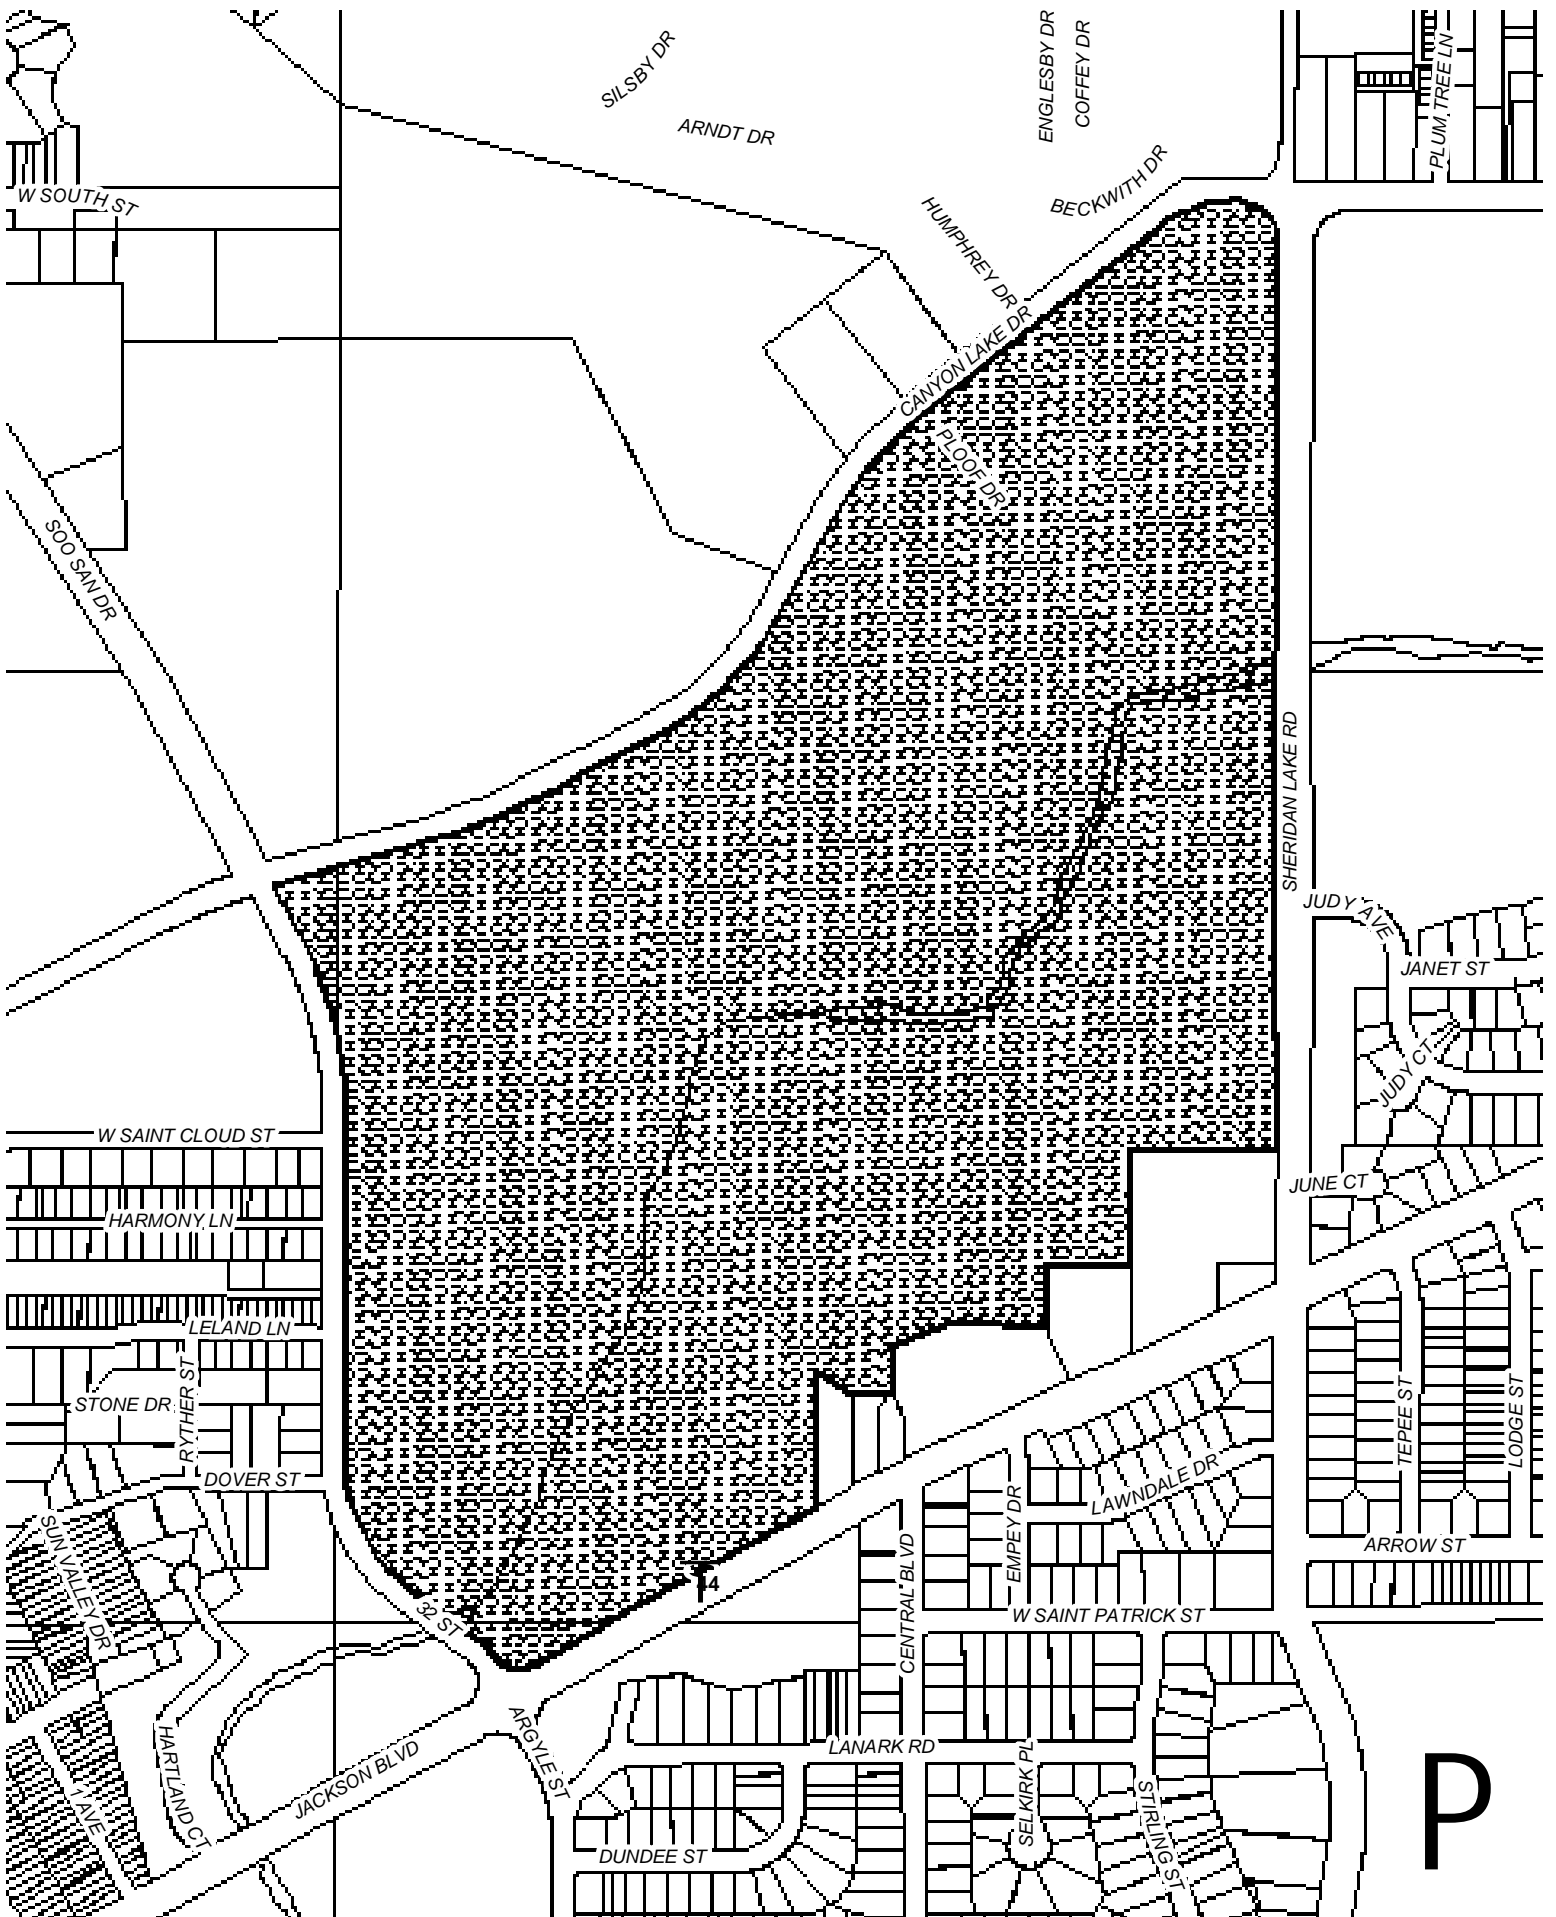 SILSBY DR
ENGLESBY DR
COFFEY DR
PLUM TREE LN
ARNDT DR
W SOUTH ST
BECKWITH DR
HUMPHREY DR
CANYON LAKE DR
PLOOF DR
SOO SAN DR
SHERIDAN LAKE RD
JUDY AVE
JANET ST
JUDY CT
W SAINT CLOUD ST
JUNE CT
HARMONY LN
LELAND LN
RYTHER ST
STONE DR
TEPEE ST
LODGE ST
DOVER ST
LAWNDALE DR
EMPEY DR
SUN VALLEY DR
CENTRAL BLVD
ARROW ST
44
32 ST
W SAINT PATRICK ST
HARTLAND CT
ARGYLE ST
LANARK RD
JACKSON BLVD
SELKIRK PL
STIRLING ST
1 AVE
DUNDEE ST
P